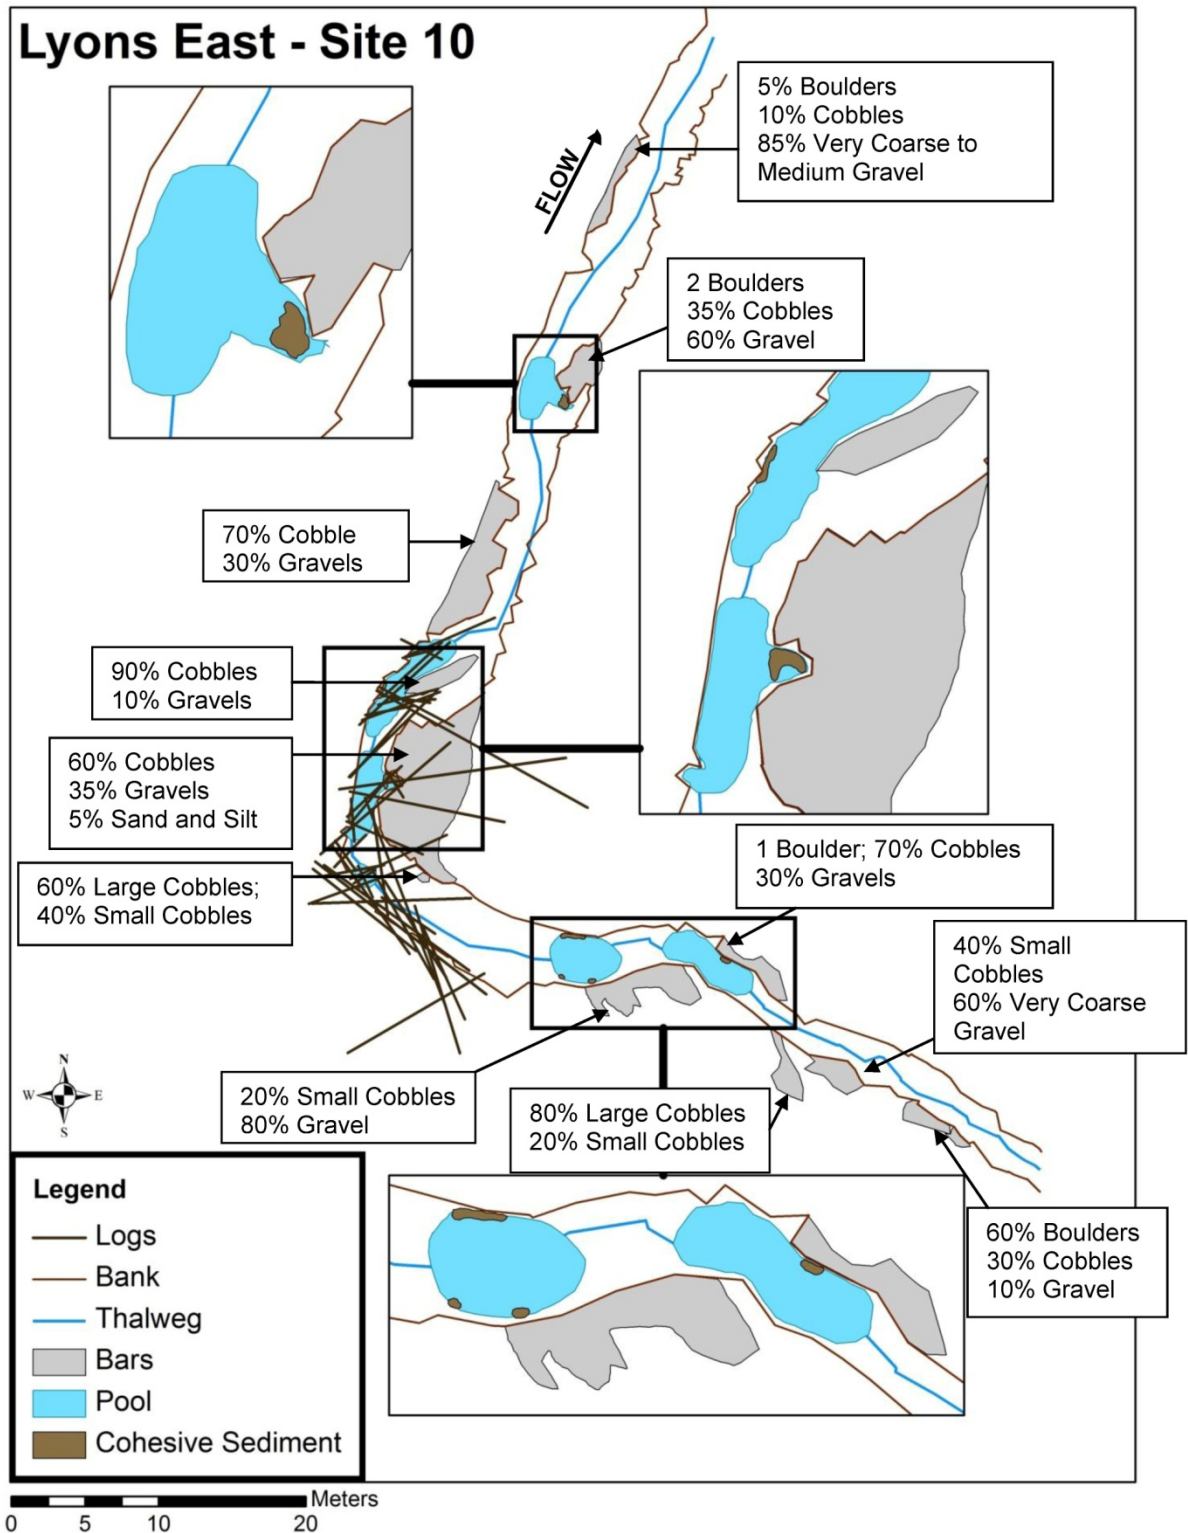 Lyons East - Site 10
5% Boulders
10% Cobbles
85% Very Coarse to
Medium Gravel
FLOW
2 Boulders
35% Cobbles
60% Gravel
70% Cobble
30% Gravels
90% Cobbles
10% Gravels
60% Cobbles
35% Gravels
5% Sand and Silt
60% Large Cobbles;
40% Small Cobbles
1 Boulder; 70% Cobbles
30% Gravels
40% Small
Cobbles
60% Very Coarse
Gravel
20% Small Cobbles
80% Gravel
80% Large Cobbles
20% Small Cobbles
60% Boulders
30% Cobbles
10% Gravel
N
W E
S
Legend
Logs
Bank
Thalweg
Bars
Pool
Cohesive Sediment
Meters
0 5 10 20